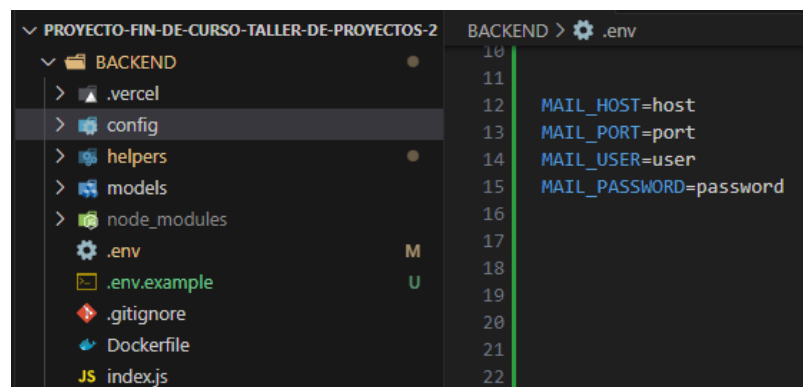 PROYECTO-FIN-DE-CURSO-TALLER-DE-PROYECTOS-2
BACKEND
.vercel
config
helpers
models
node_modules
.env M
.env.example U
.gitignore
Dockerfile
JS index.js
BACKEND > .env
10
11
12 MAIL_HOST=host
13 MAIL_PORT=port
14 MAIL_USER=user
15 MAIL_PASSWORD=password
16
17
18
19
20
21
22